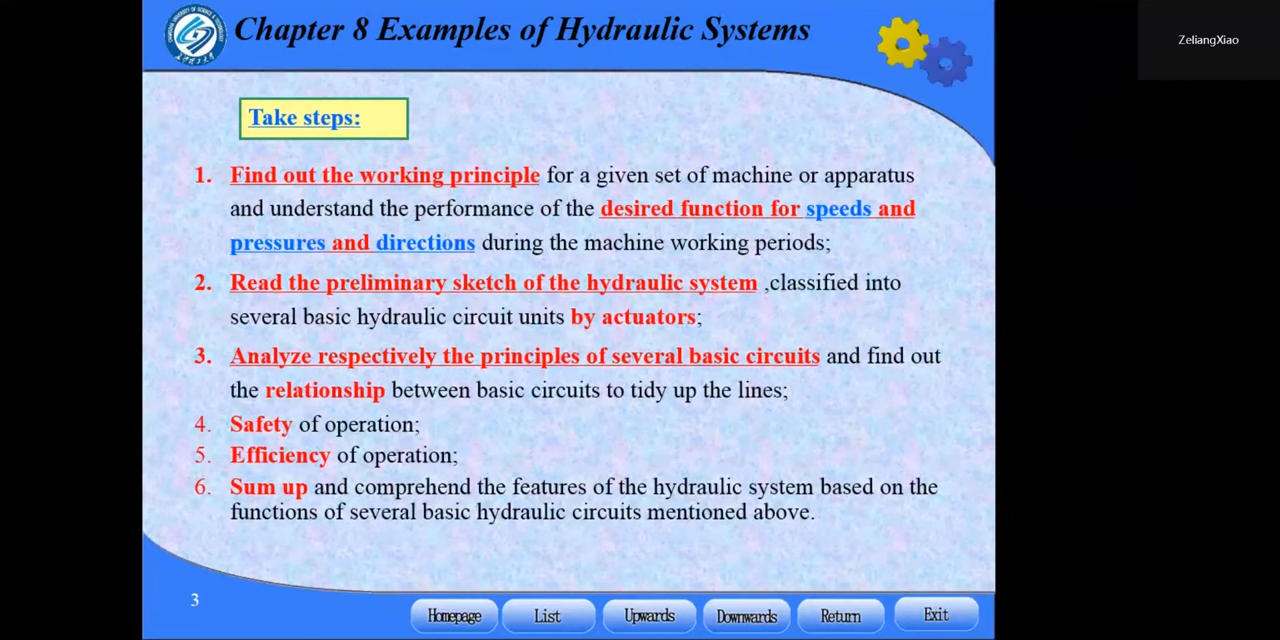 Chapter 8 Examples of Hydraulic Systems
ZeliangXiao
Take steps:
1. Find out the working principle for a given set of machine or apparatus
and understand the performance of the desired function for speeds and
pressures and directions during the machine working periods;
2. Read the preliminary sketch of the hydraulic system ,classified into
several basic hydraulic circuit units by actuators;
3. Analyze respectively the principles of several basic circuits and find out
the relationship between basic circuits to tidy up the lines;
4. Safety of operation;
5. Efficiency of operation;
6. Sum up and comprehend the features of the hydraulic system based on the
functions of several basic hydraulic circuits mentioned above.
3
Homepage List Upwards Downwards Return Exit